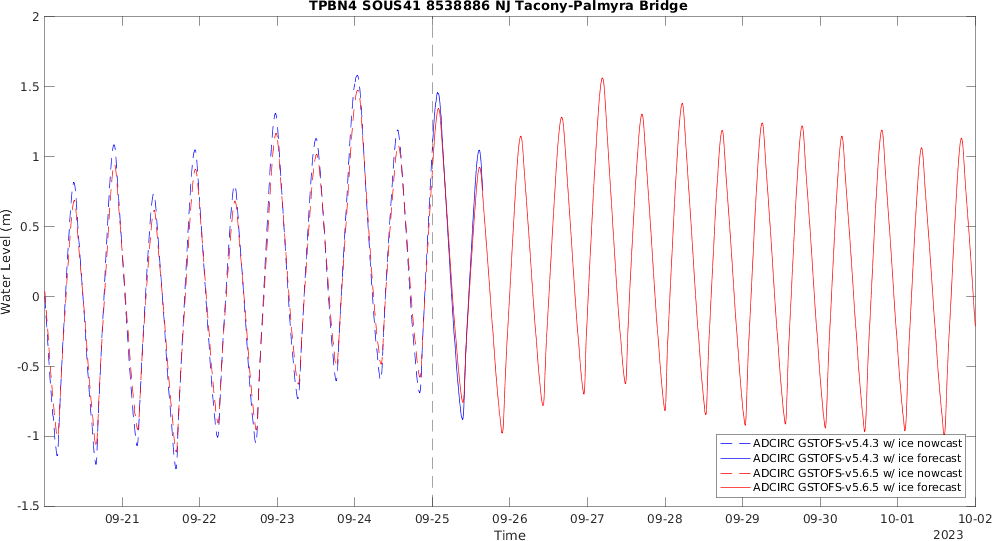 TPBN4 SOUS41 8538886 NJ Tacony-Palmyra Bridge
2
1.5
1
0.5
0
-0.5
-1
-1.5
Water Level (m)
ADCIRC GSTOFS-v5.4.3 w/ ice nowcast
ADCIRC GSTOFS-v5.4.3 w/ ice forecast
ADCIRC GSTOFS-v5.6.5 w/ ice nowcast
ADCIRC GSTOFS-v5.6.5 w/ ice forecast
09-21 09-22 09-23 09-24 09-25 09-26 09-27 09-28 09-29 09-30 10-01 10-02
Time
2023